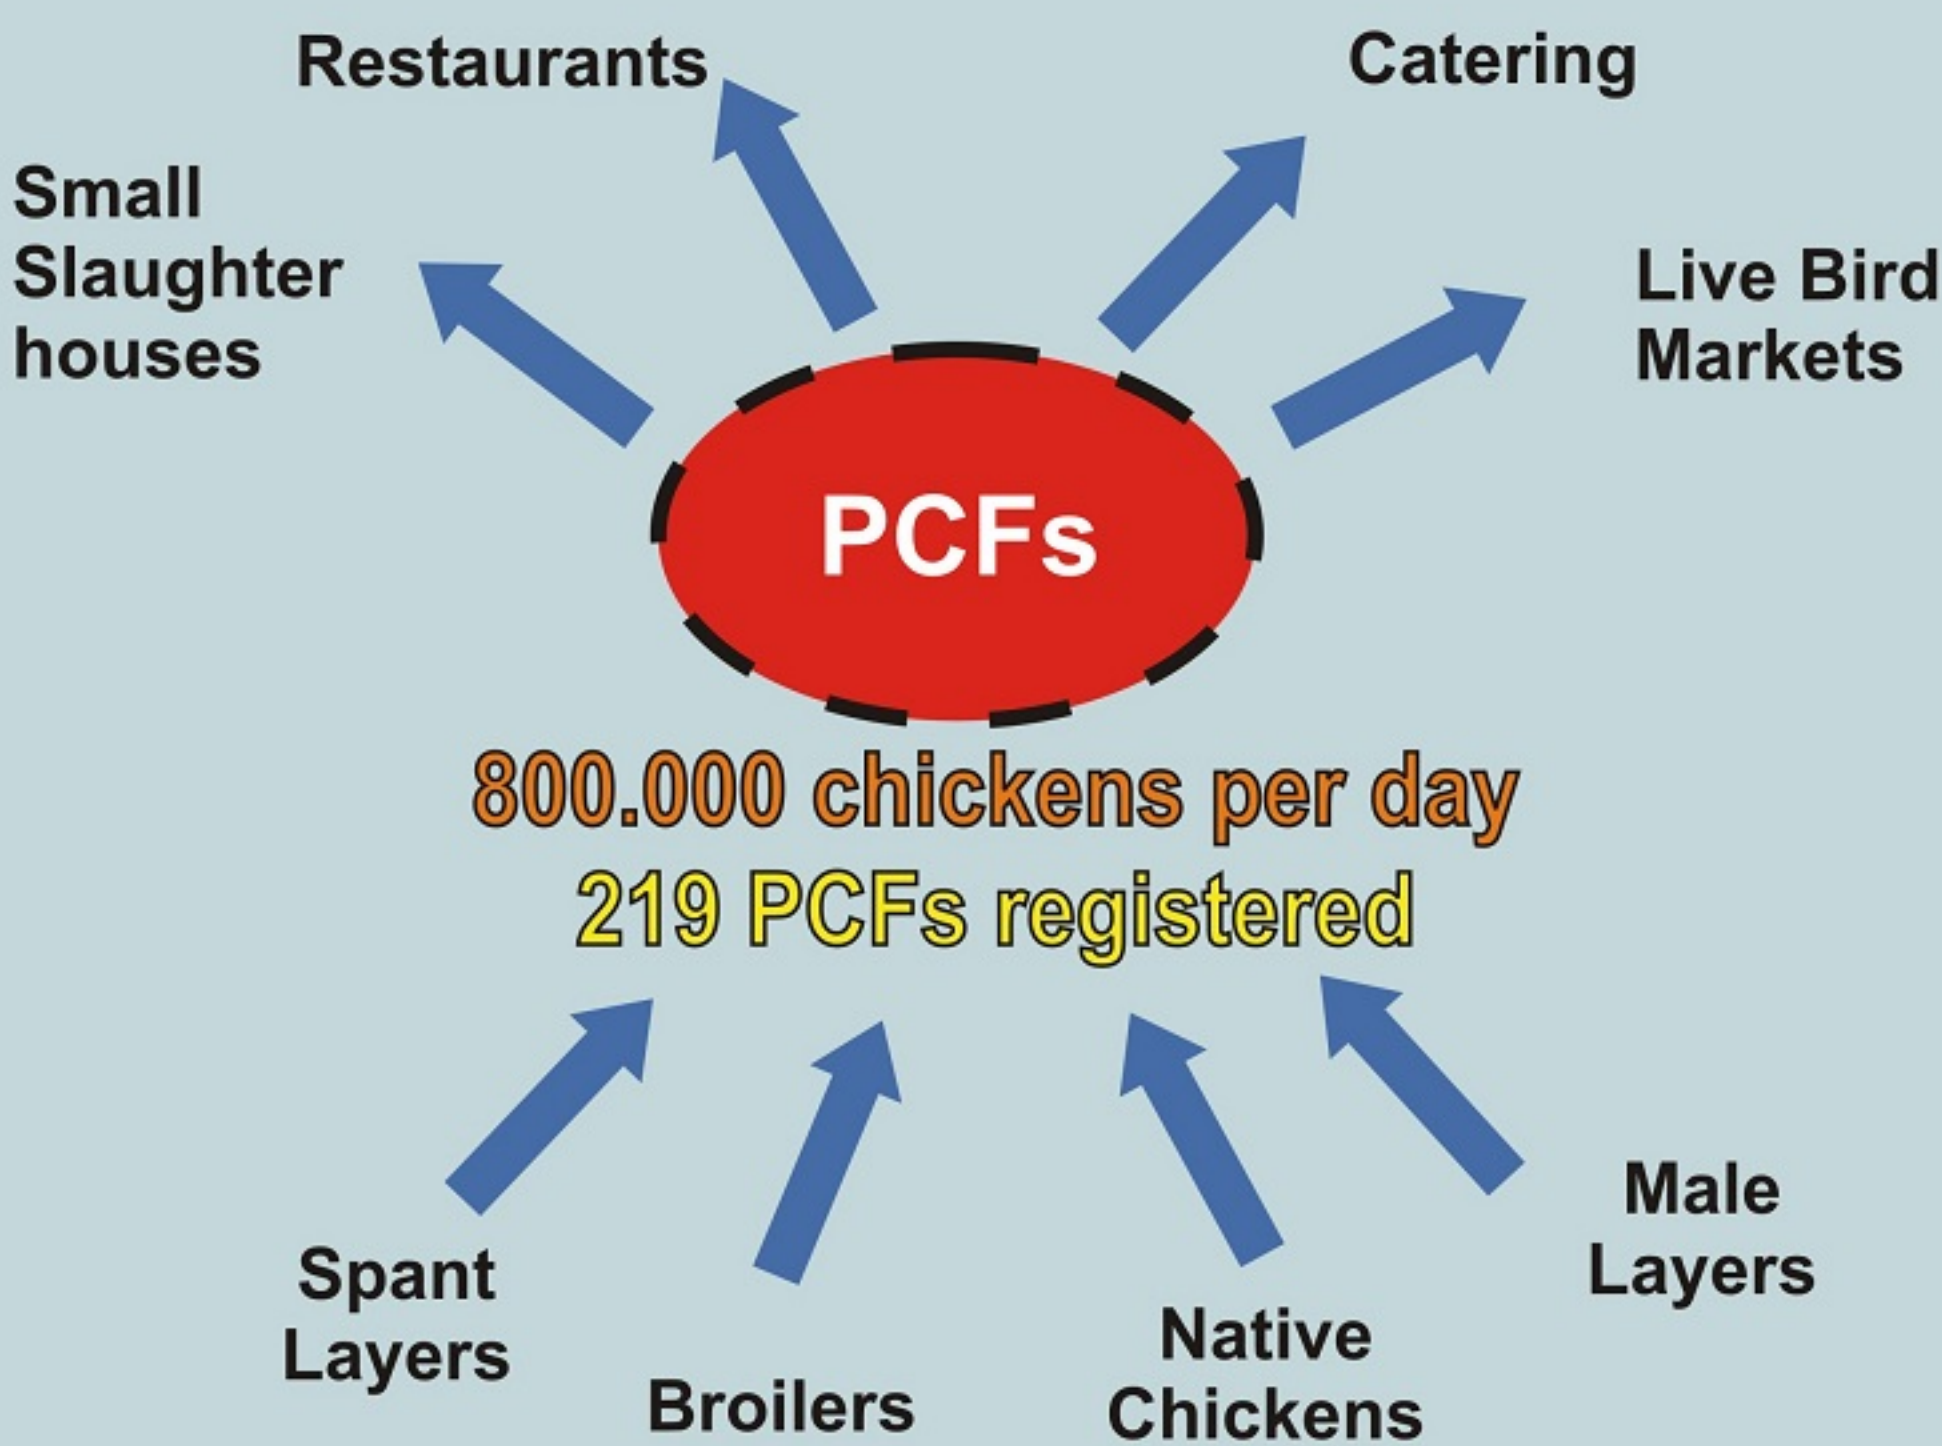 Restaurants
Catering
Small
Slaughter
houses
Live Bird
Markets
PCFs
800.000 chickens per day
219 PCFs registered
Spant
Layers
Broilers
Native
Chickens
Male
Layers